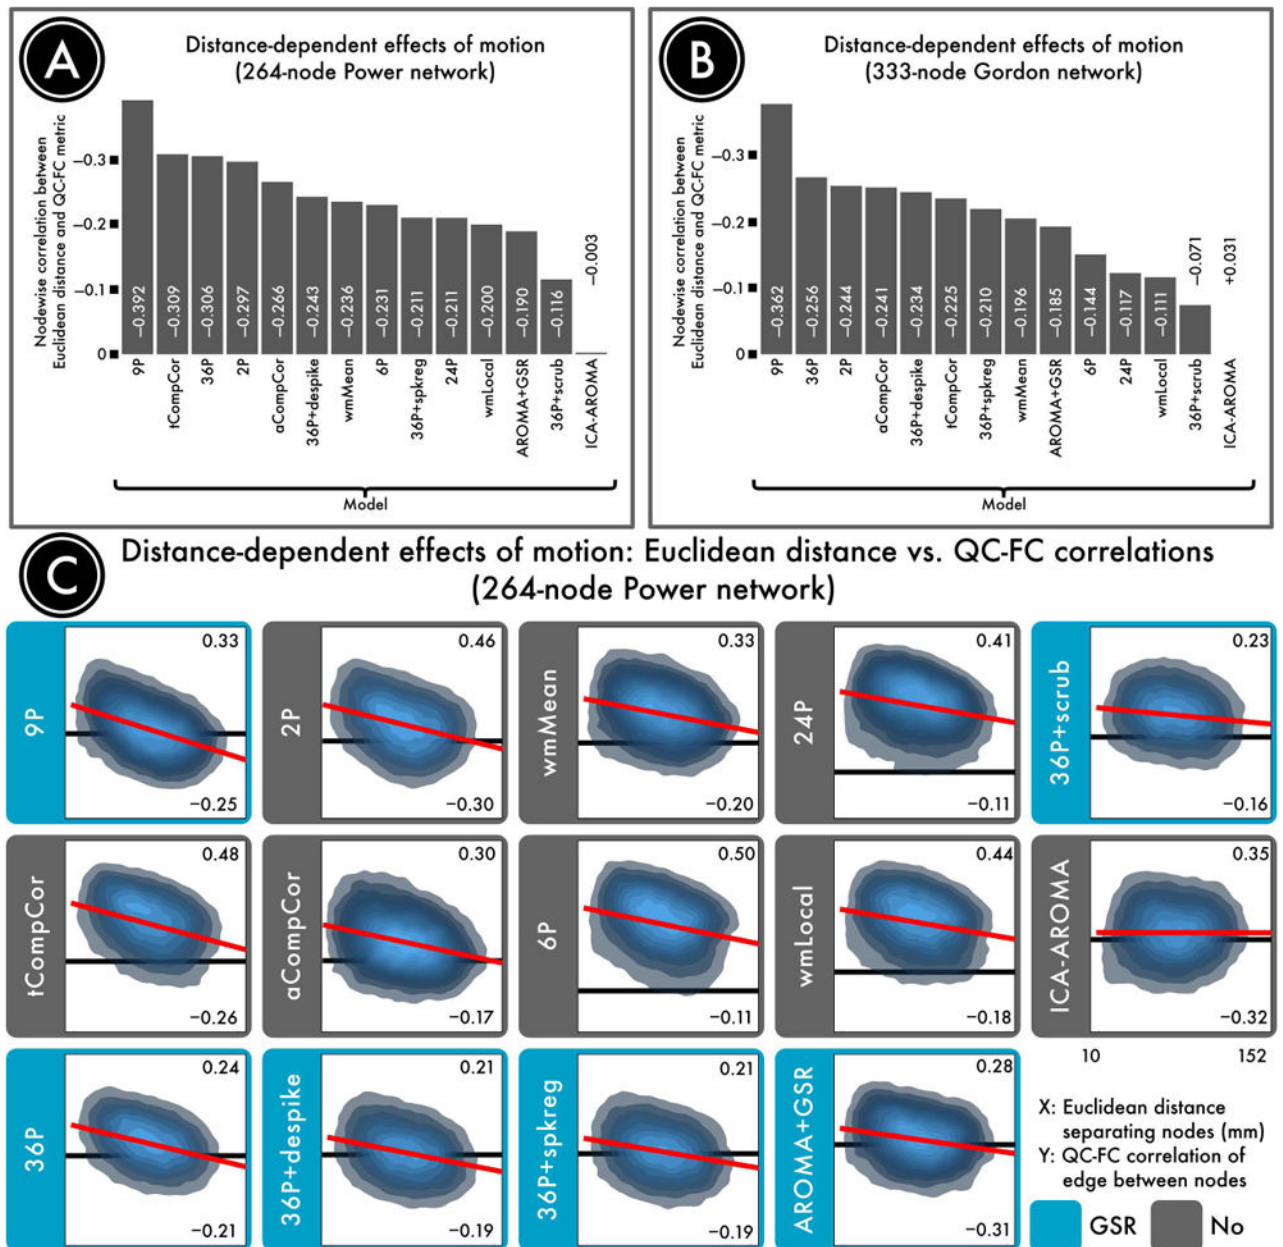 A
Distance-dependent effects of motion
(264-node Power network)
Nodewise correlation between
Euclidean distance and QC-FC metric
−0.3
−0.2
−0.1
0
−0.392
−0.309
−0.306
−0.297
−0.266
−0.243
−0.236
−0.231
−0.211
−0.211
−0.200
−0.190
−0.116
−0.003
9P
tCompCor
36P
2P
aCompCor
36P+despike
wmMean
6P
36P+spkreg
24P
wmLocal
AROMA+GSR
36P+scrub
ICA-AROMA
Model
B
Distance-dependent effects of motion
(333-node Gordon network)
Nodewise correlation between
Euclidean distance and QC-FC metric
−0.3
−0.2
−0.1
0
−0.362
−0.256
−0.244
−0.241
−0.234
−0.225
−0.210
−0.196
−0.185
−0.144
−0.117
−0.111
−0.071
+0.031
9P
36P
2P
aCompCor
36P+despike
tCompCor
36P+spkreg
wmMean
AROMA+GSR
6P
24P
wmLocal
36P+scrub
ICA-AROMA
Model
C
Distance-dependent effects of motion: Euclidean distance vs. QC-FC correlations
(264-node Power network)
9P
0.33
−0.25
2P
0.46
−0.30
wmMean
0.33
−0.20
24P
0.41
−0.11
36P+scrub
0.23
−0.16
tCompCor
0.48
−0.26
aCompCor
0.30
−0.17
6P
0.50
−0.11
wmLocal
0.44
−0.18
ICA-AROMA
0.35
−0.32
10 152
36P
0.24
−0.21
36P+despike
0.21
−0.19
36P+spkreg
0.21
−0.19
AROMA+GSR
0.28
−0.31
X: Euclidean distance
separating nodes (mm)
Y: QC-FC correlation of
edge between nodes
GSR No